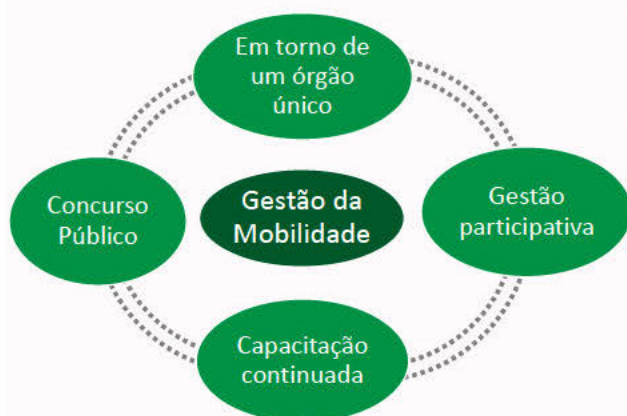 Em torno de
um órgão
único
Concurso
Público
Gestão da
Mobilidade
Gestão
participativa
Capacitação
continuada